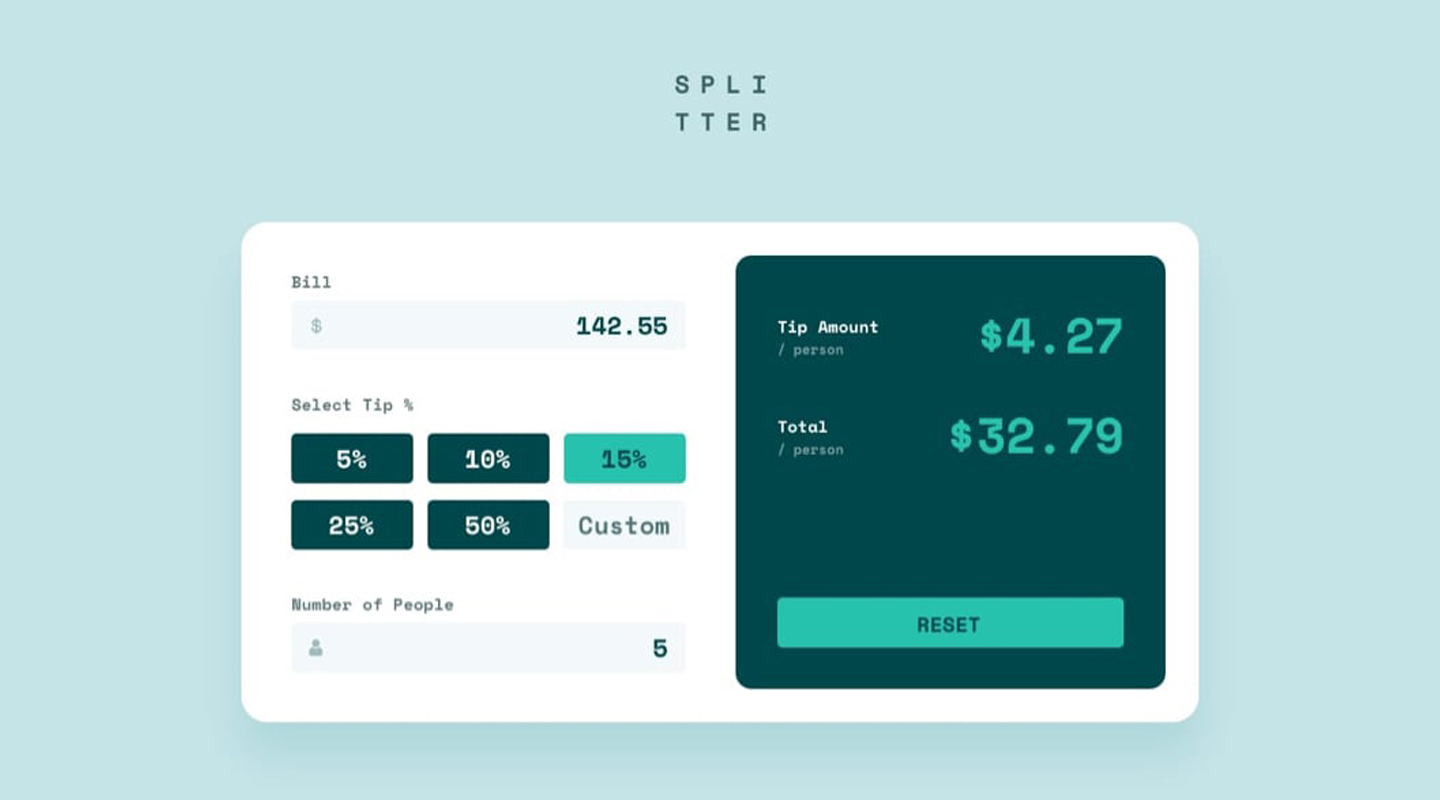 SPLI
TTER
Bill
$ 142.55
Select Tip %
5% 10% 15%
25% 50% Custom
Number of People
5
Tip Amount
/ person
$4.27
Total
/ person
$32.79
RESET